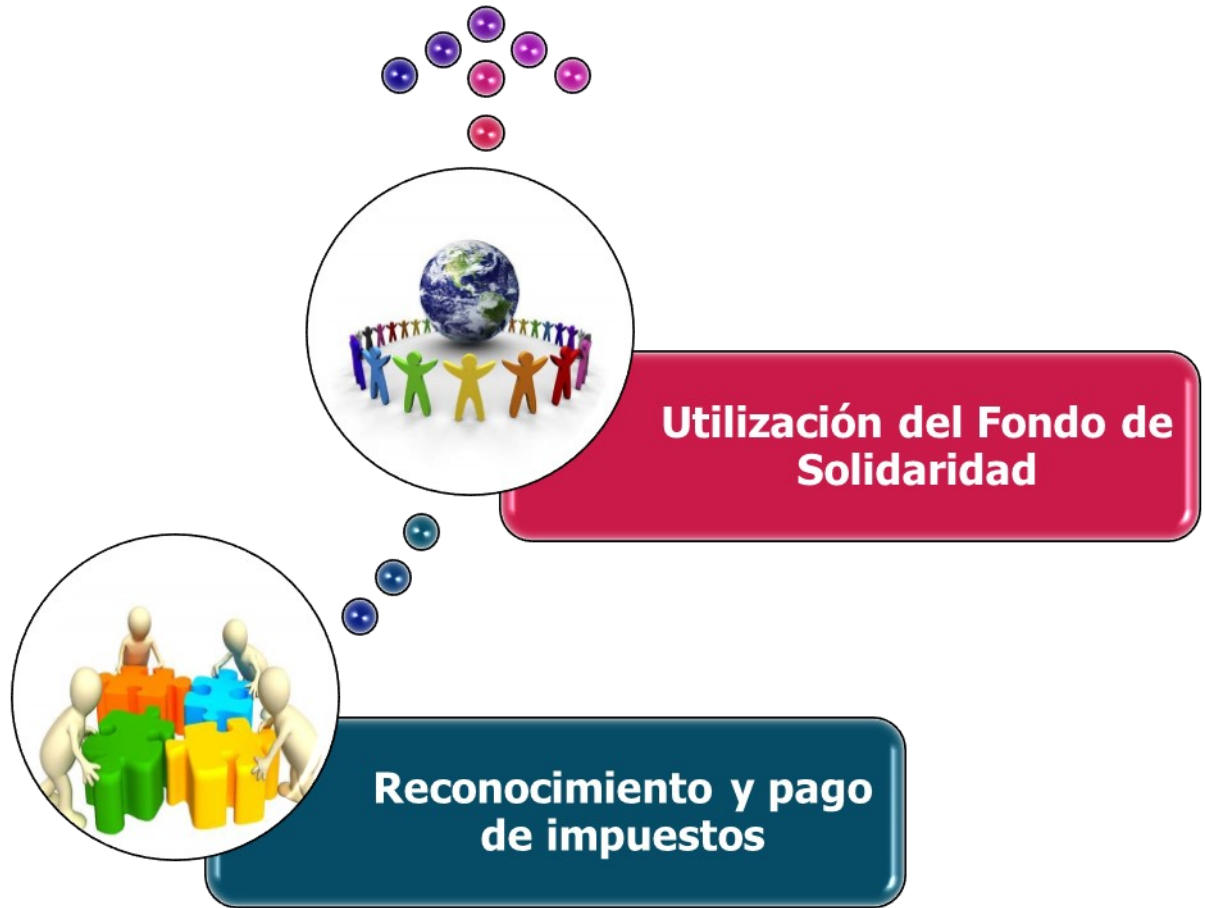 Utilización del Fondo de
Solidaridad
Reconocimiento y pago
de impuestos